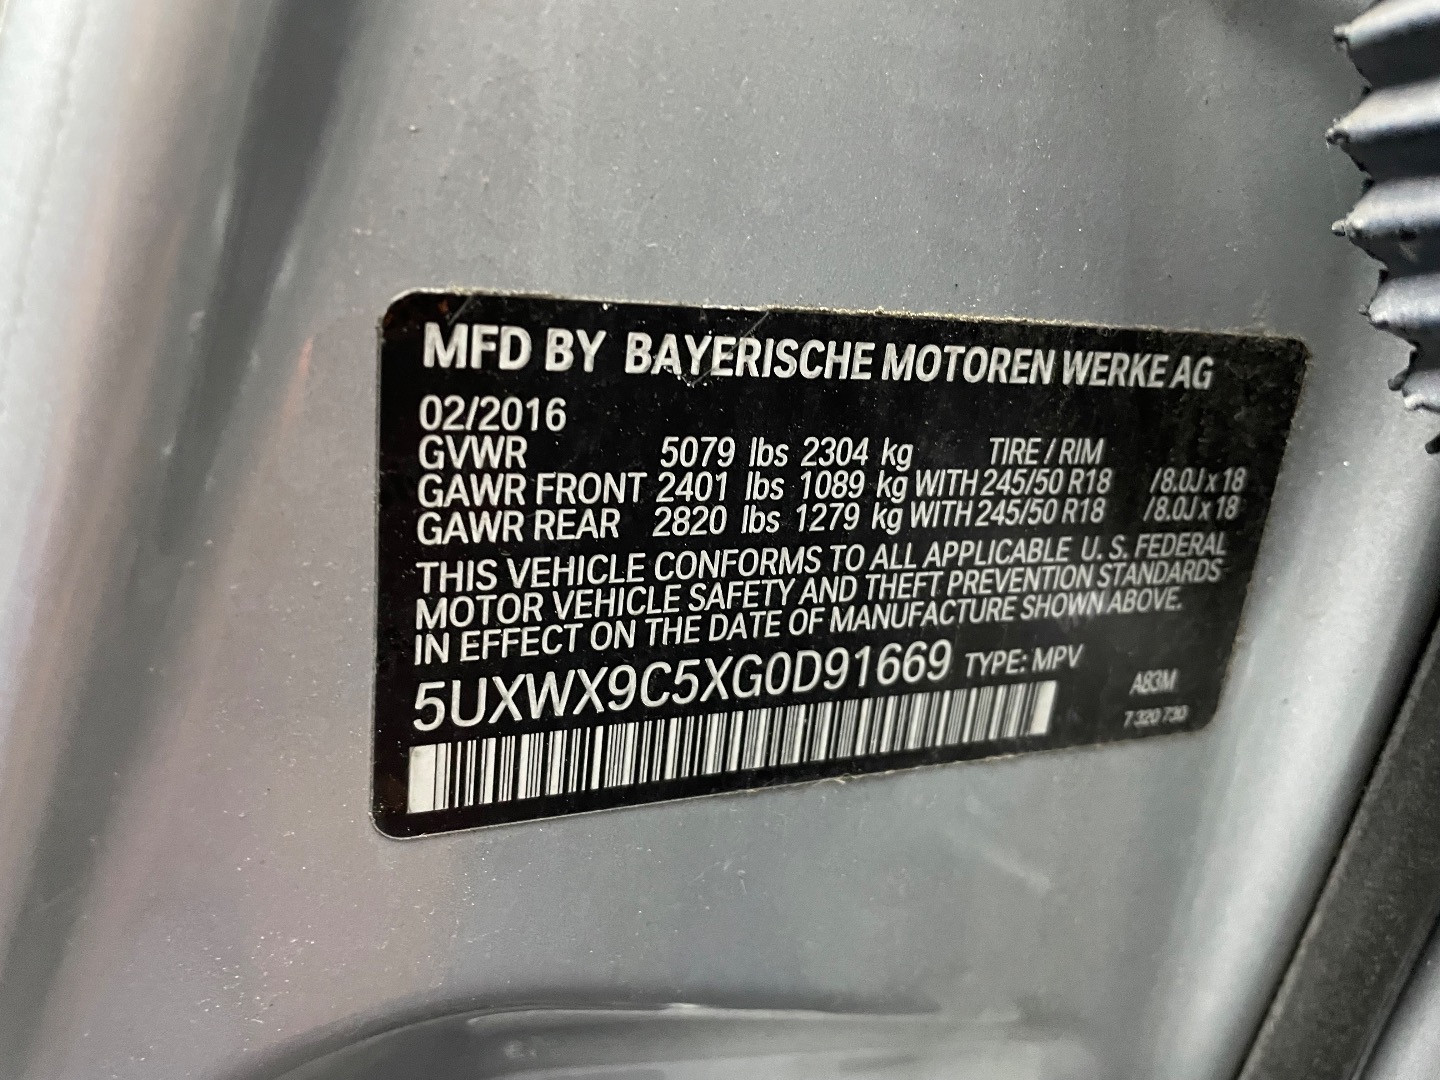 MFD BY BAYERISCHE MOTOREN WERKE AG
02/2016
GVWR 5079 lbs 2304 kg TIRE / RIM
GAWR FRONT 2401 lbs 1089 kg WITH 245/50 R18 /8.0J x 18
GAWR REAR 2820 lbs 1279 kg WITH 245/50 R18 /8.0J x 18
THIS VEHICLE CONFORMS TO ALL APPLICABLE U. S. FEDERAL
MOTOR VEHICLE SAFETY AND THEFT PREVENTION STANDARDS
IN EFFECT ON THE DATE OF MANUFACTURE SHOWN ABOVE.
5UXWX9C5XG0D91669 TYPE: MPV
A83M
7 320 730